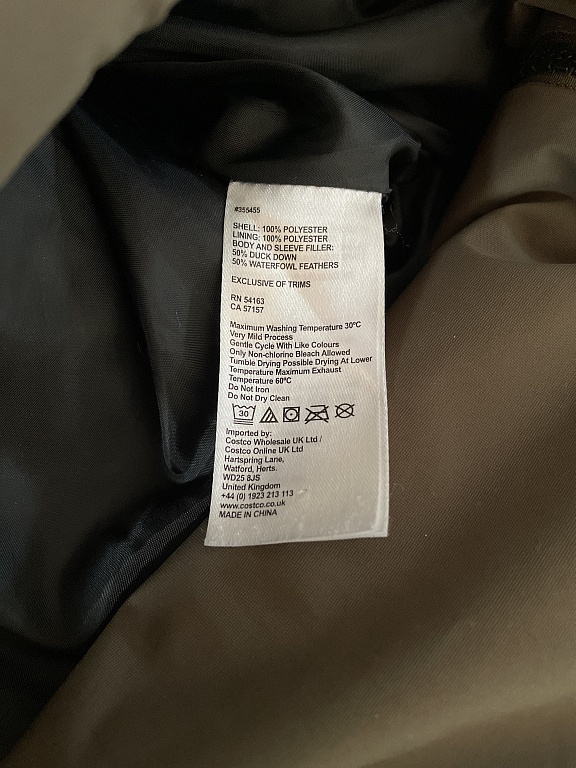 #355455
SHELL: 100% POLYESTER
LINING: 100% POLYESTER
BODY AND SLEEVE FILLER:
50% DUCK DOWN
50% WATERFOWL FEATHERS
EXCLUSIVE OF TRIMS
RN 54163
CA 57157
Maximum Washing Temperature 30ºC
Very Mild Process
Gentle Cycle With Like Colours
Only Non-chlorine Bleach Allowed
Tumble Drying Possible Drying At Lower
Temperature Maximum Exhaust
Temperature 60ºC
Do Not Iron
Do Not Dry Clean
30
Imported by:
Costco Wholesale UK Ltd /
Costco Online UK Ltd
Hartspring Lane,
Watford, Herts.
WD25 8JS
United Kingdom
+44 (0) 1923 213 113
www.costco.co.uk
MADE IN CHINA